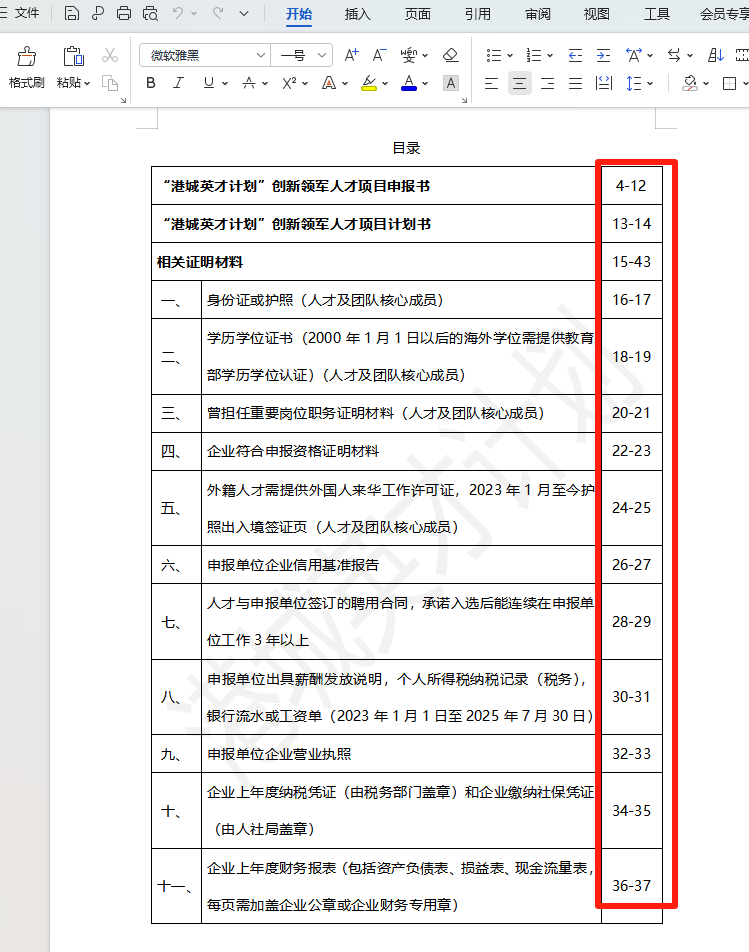 文件
开始
插入
页面
引用
审阅
视图
工具
会员专享
格式刷
粘贴
微软雅黑
一号
目录
“港城英才计划”创新领军人才项目申报书 4-12
“港城英才计划”创新领军人才项目计划书 13-14
相关证明材料 15-43
一、 身份证或护照（人才及团队核心成员） 16-17
二、 学历学位证书（2000 年 1 月 1 日以后的海外学位需提供教育
部学历学位认证）（人才及团队核心成员） 18-19
三、 曾担任重要岗位职务证明材料（人才及团队核心成员） 20-21
四、 企业符合申报资格证明材料 22-23
五、 外籍人才需提供外国人来华工作许可证，2023 年 1 月至今护
照出入境签证页（人才及团队核心成员） 24-25
六、 申报单位企业信用基准报告 26-27
七、 人才与申报单位签订的聘用合同，承诺入选后能连续在申报单
位工作 3 年以上 28-29
八、 申报单位出具薪酬发放说明，个人所得税纳税记录（税务），
银行流水或工资单（2023 年 1 月 1 日至 2025 年 7 月 30 日） 30-31
九、 申报单位企业营业执照 32-33
十、 企业上年度纳税凭证（由税务部门盖章）和企业缴纳社保凭证
（由人社局盖章） 34-35
十一、 企业上年度财务报表（包括资产负债表、损益表、现金流量表，
每页需加盖企业公章或企业财务专用章） 36-37
港城英才计划